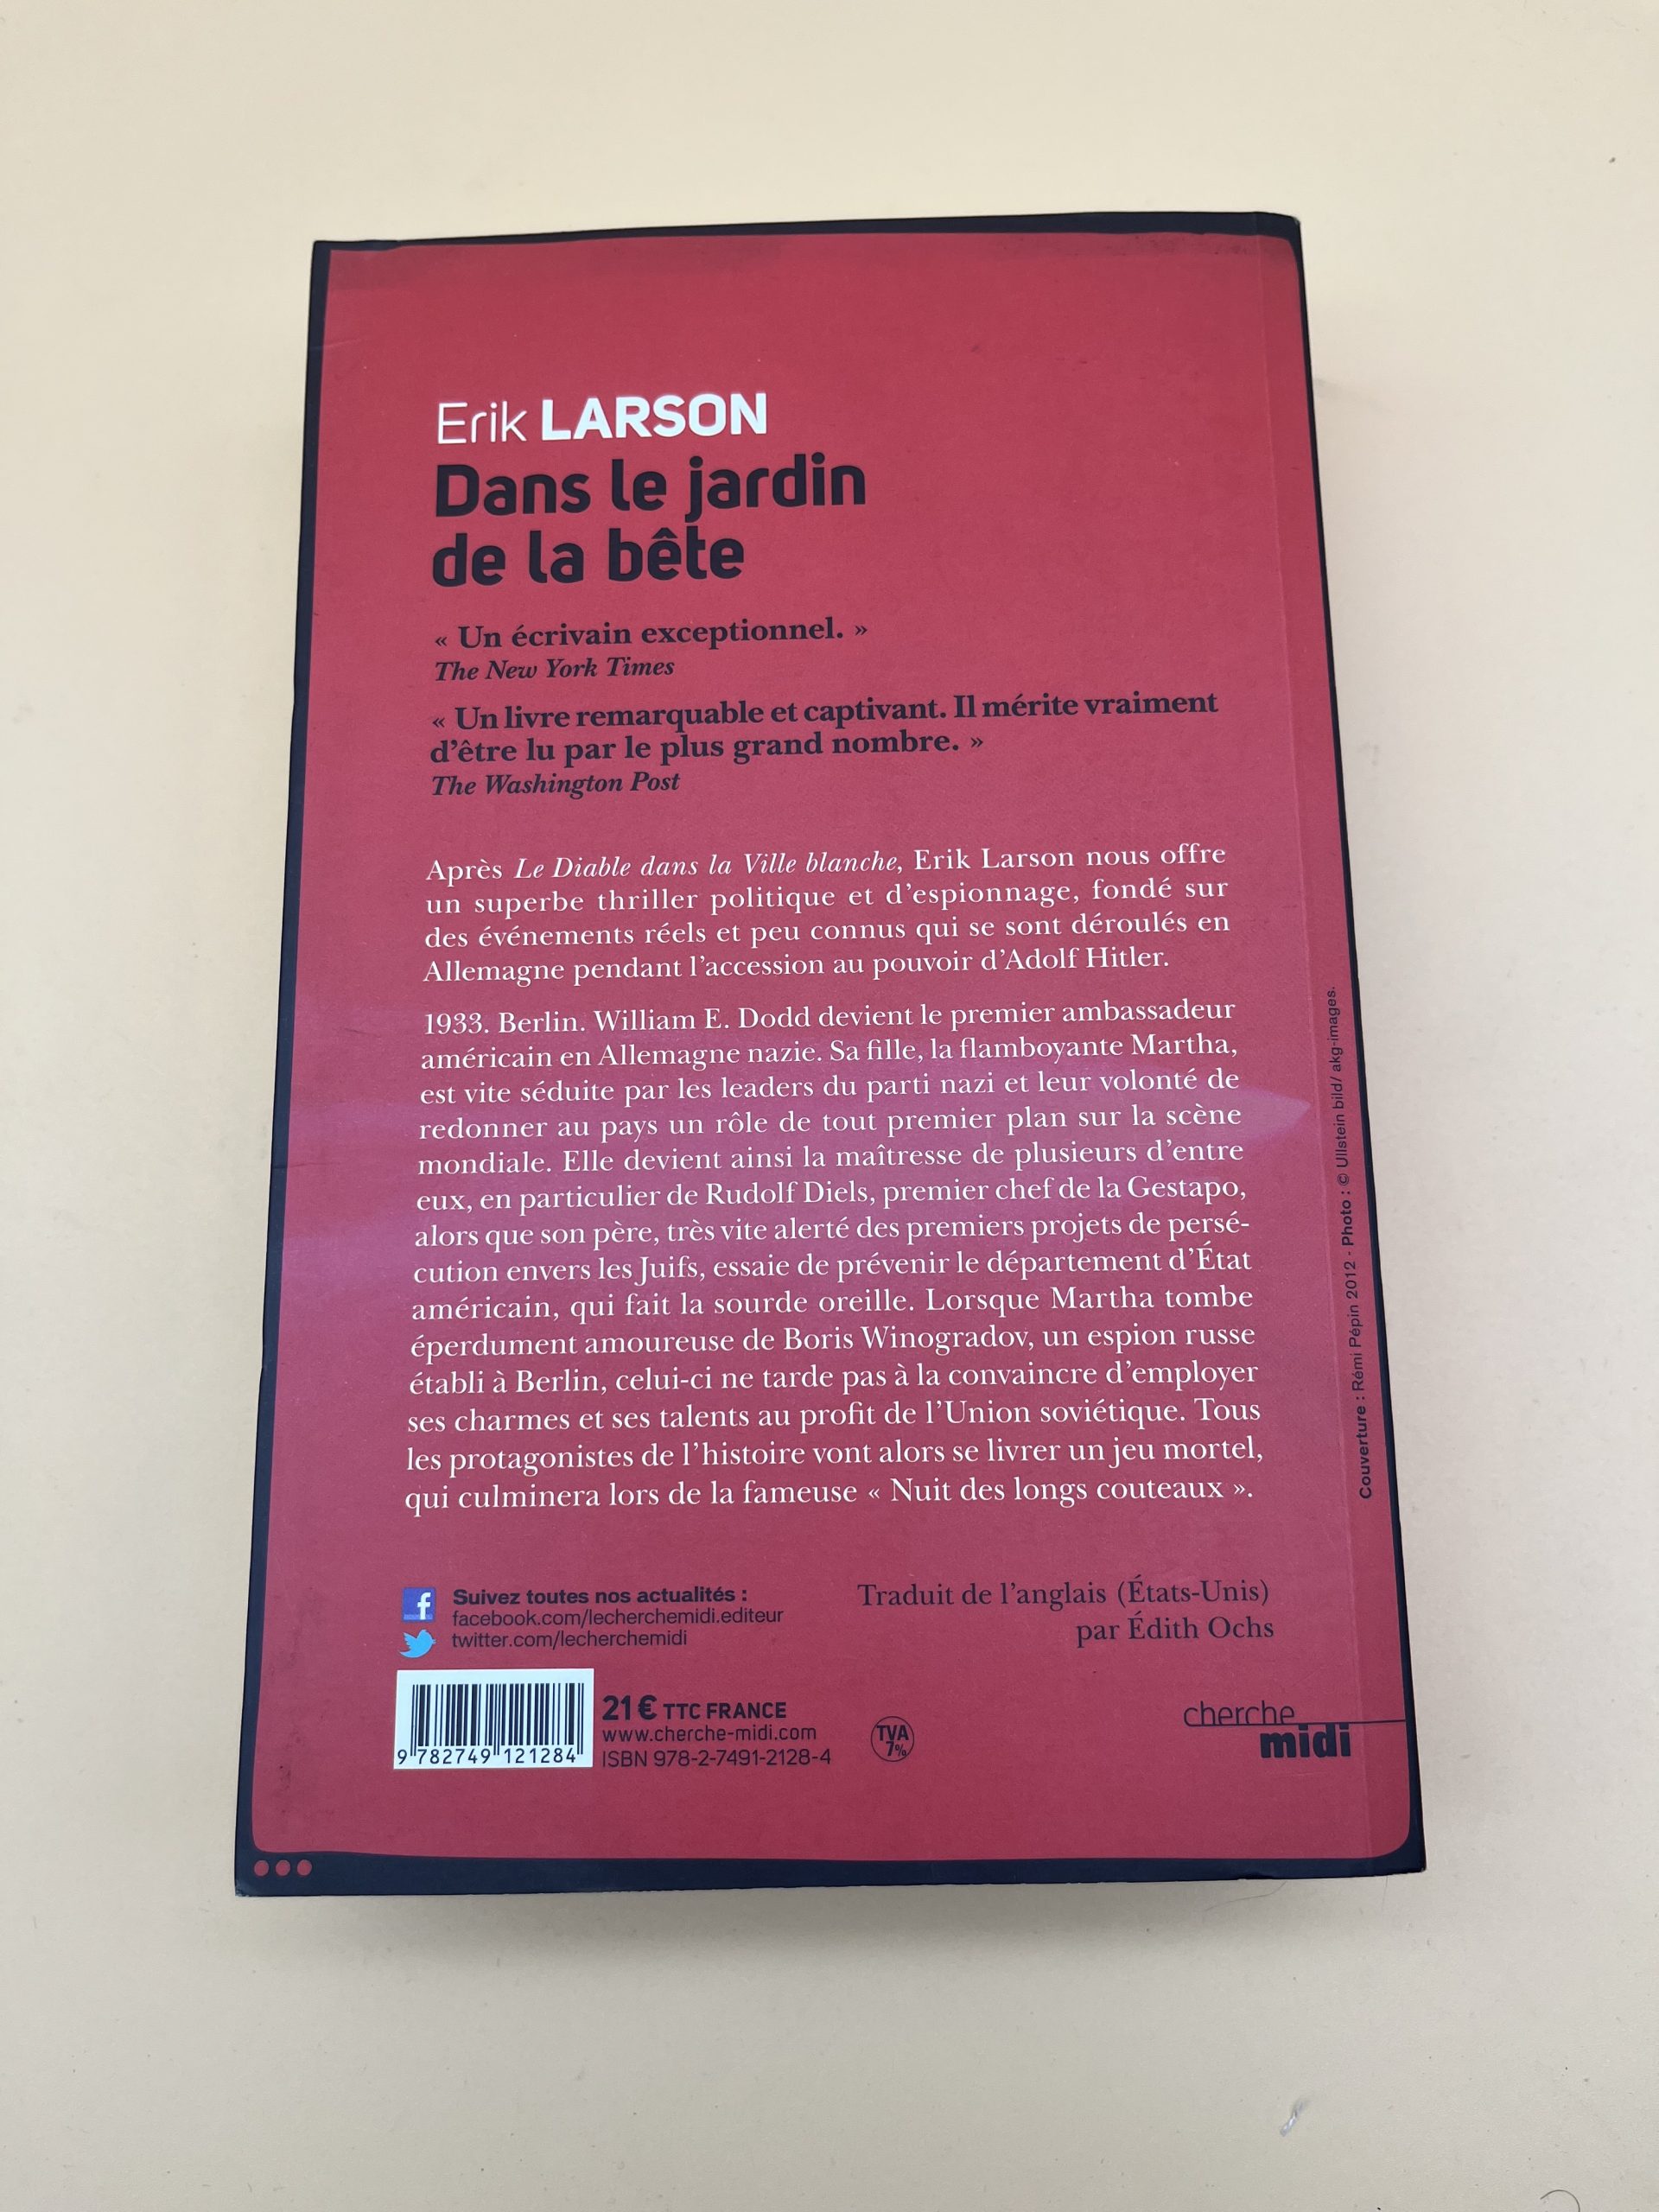 Erik LARSON
Dans le jardin
de la bête
« Un écrivain exceptionnel. »
The New York Times
« Un livre remarquable et captivant. Il mérite vraiment
d'être lu par le plus grand nombre. »
The Washington Post
Après Le Diable dans la Ville blanche, Erik Larson nous offre
un superbe thriller politique et d'espionnage, fondé sur
des événements réels et peu connus qui se sont déroulés en
Allemagne pendant l'accession au pouvoir d'Adolf Hitler.
1933. Berlin. William E. Dodd devient le premier ambassadeur
américain en Allemagne nazie. Sa fille, la flamboyante Martha,
est vite séduite par les leaders du parti nazi et leur volonté de
redonner au pays un rôle de tout premier plan sur la scène
mondiale. Elle devient ainsi la maîtresse de plusieurs d'entre
eux, en particulier de Rudolf Diels, premier chef de la Gestapo,
alors que son père, très vite alerté des premiers projets de persé-
cution envers les Juifs, essaie de prévenir le département d'État
américain, qui fait la sourde oreille. Lorsque Martha tombe
éperdument amoureuse de Boris Winogradov, un espion russe
établi à Berlin, celui-ci ne tarde pas à la convaincre d'employer
ses charmes et ses talents au profit de l'Union soviétique. Tous
les protagonistes de l'histoire vont alors se livrer un jeu mortel,
qui culminera lors de la fameuse « Nuit des longs couteaux ».
Suivez toutes nos actualités :
facebook.com/lecherchemidi.editeur
twitter.com/lecherchemidi
Traduit de l'anglais (États-Unis)
par Édith Ochs
9 782749 121284
21 € TTC FRANCE
www.cherche-midi.com
ISBN 978-2-7491-2128-4
TVA
7%
cherche
midi
Couverture : Rémi Pépin 2012 - Photo : © Ullstein bild/ akg-images.